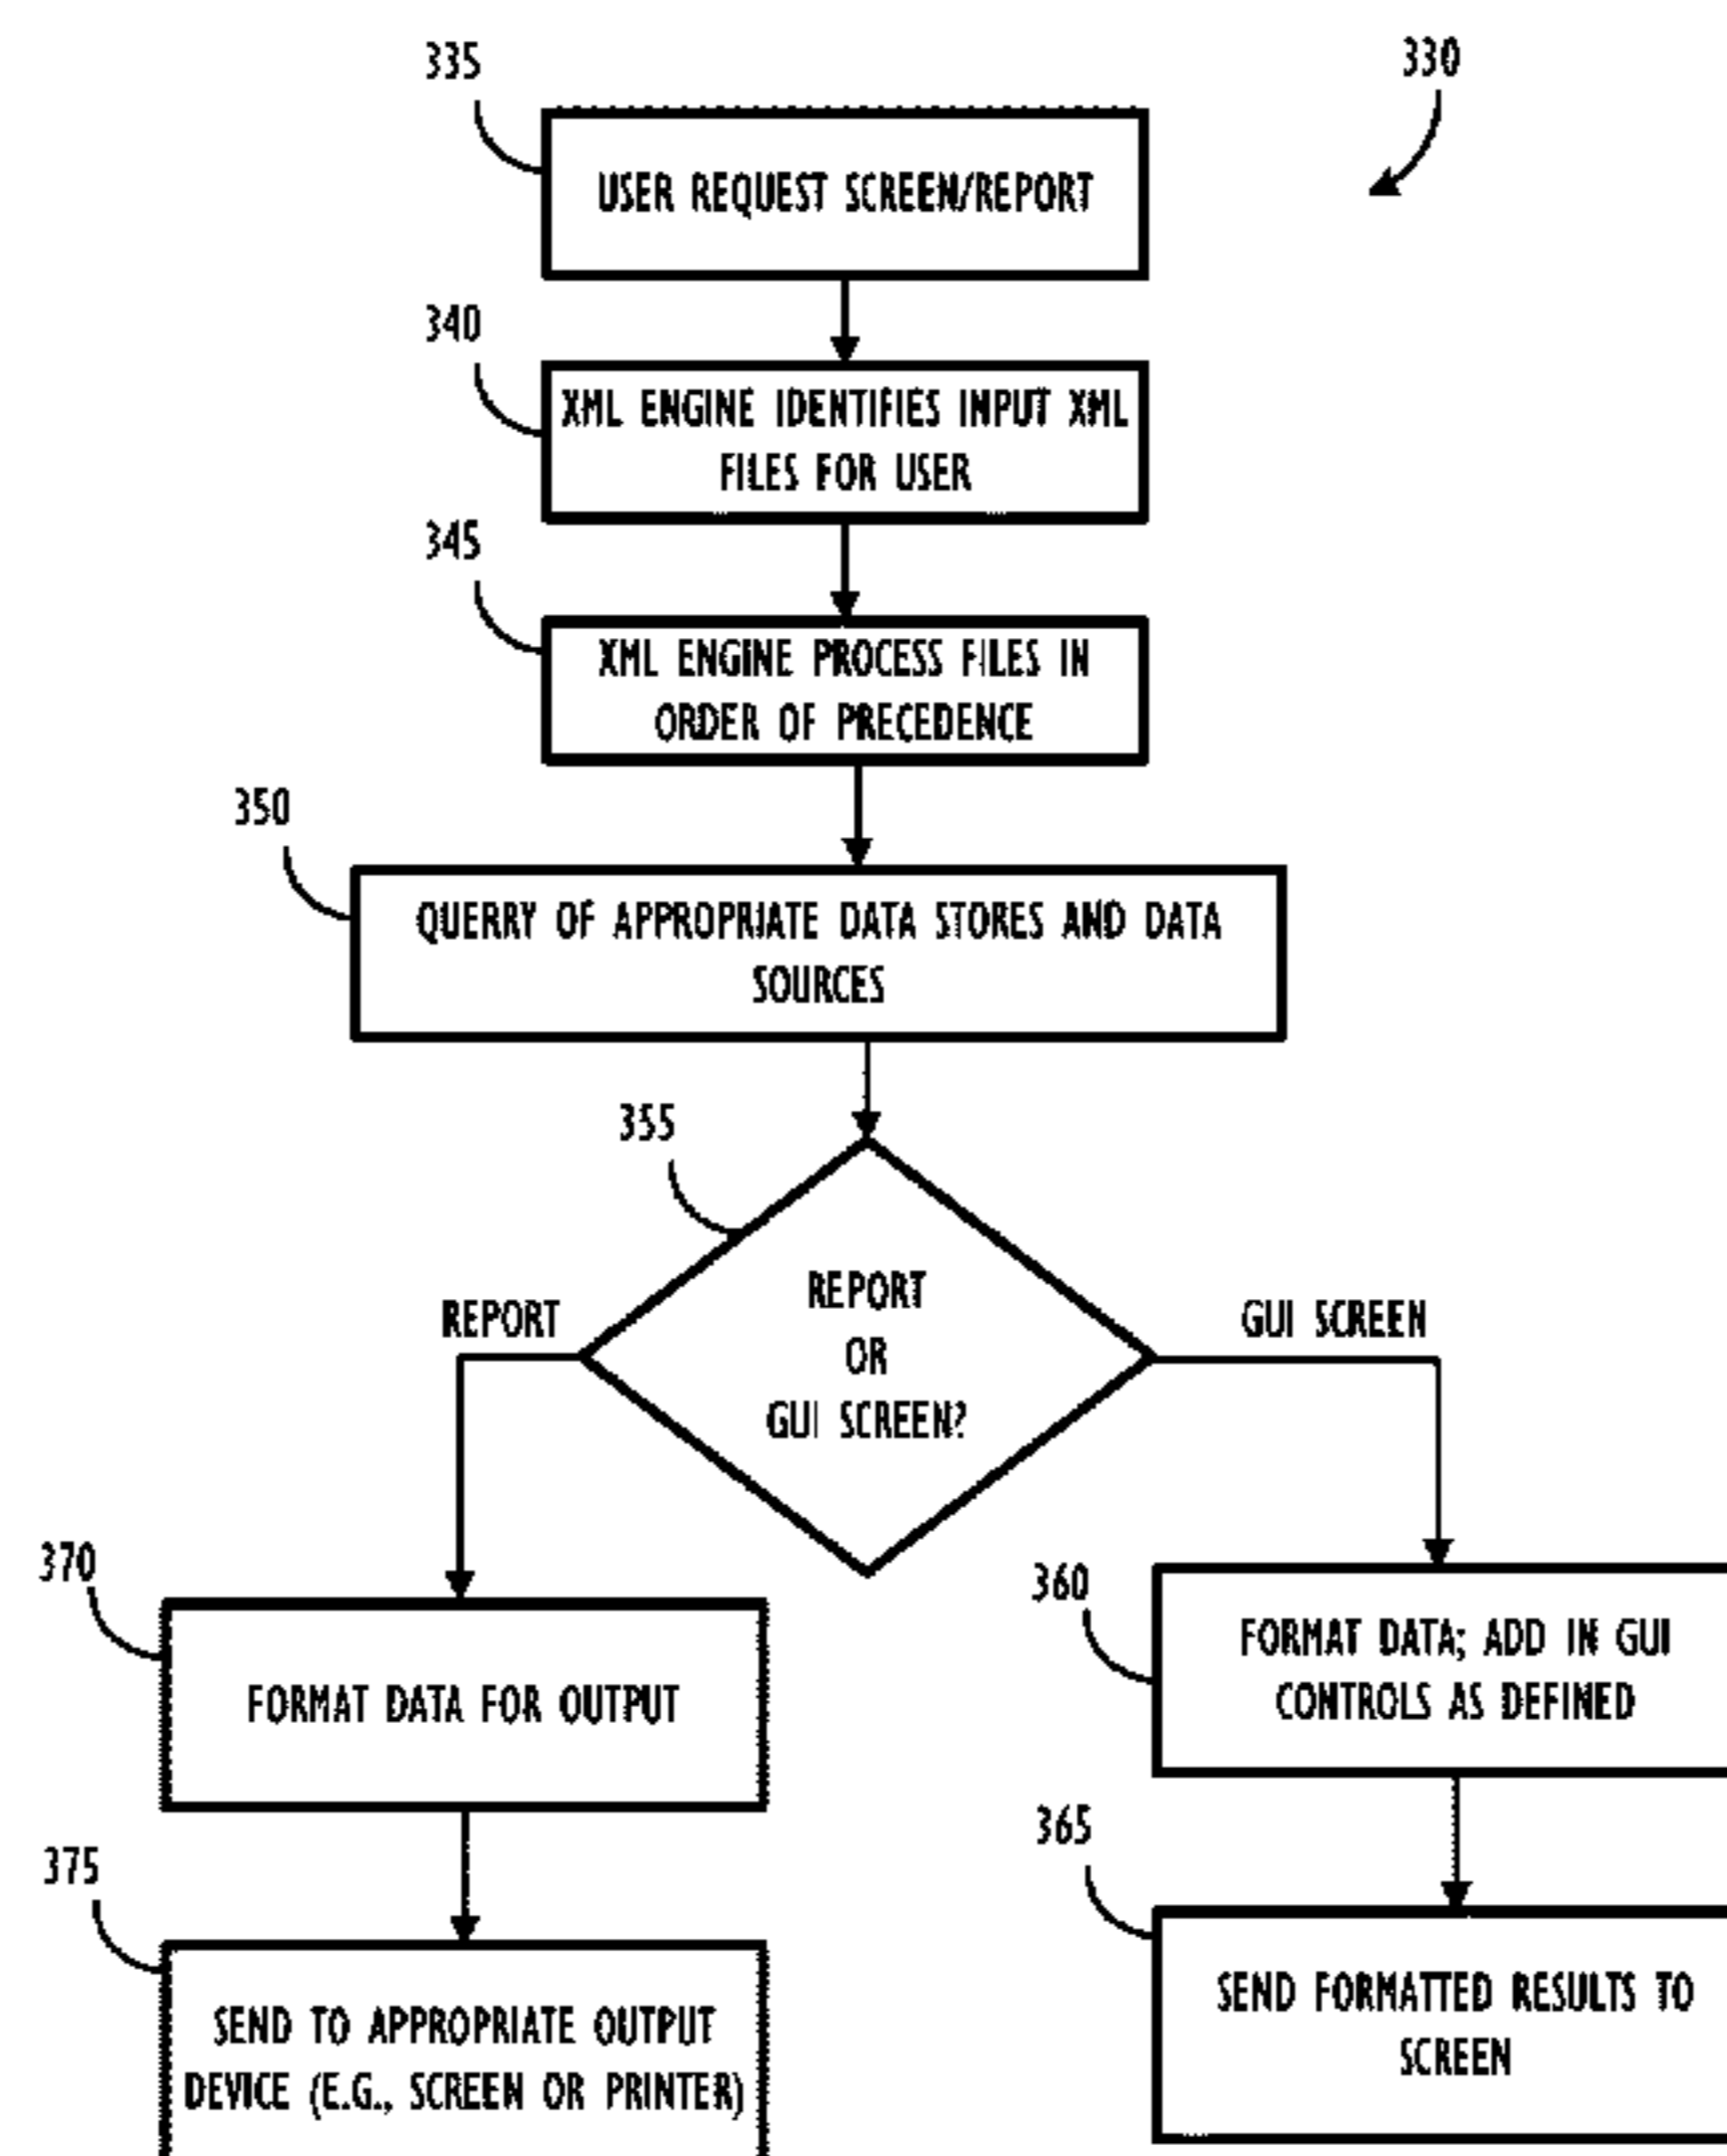 335
330
USER REQUEST SCREEN/REPORT
340
XML ENGINE IDENTIFIES INPUT XML
FILES FOR USER
345
XML ENGINE PROCESS FILES IN
ORDER OF PRECEDENCE
350
QUERRY OF APPROPRIATE DATA STORES AND DATA
SOURCES
355
REPORT
OR
GUI SCREEN?
REPORT
GUI SCREEN
370
FORMAT DATA FOR OUTPUT
360
FORMAT DATA; ADD IN GUI
CONTROLS AS DEFINED
375
SEND TO APPROPRIATE OUTPUT
DEVICE (E.G., SCREEN OR PRINTER)
365
SEND FORMATTED RESULTS TO
SCREEN